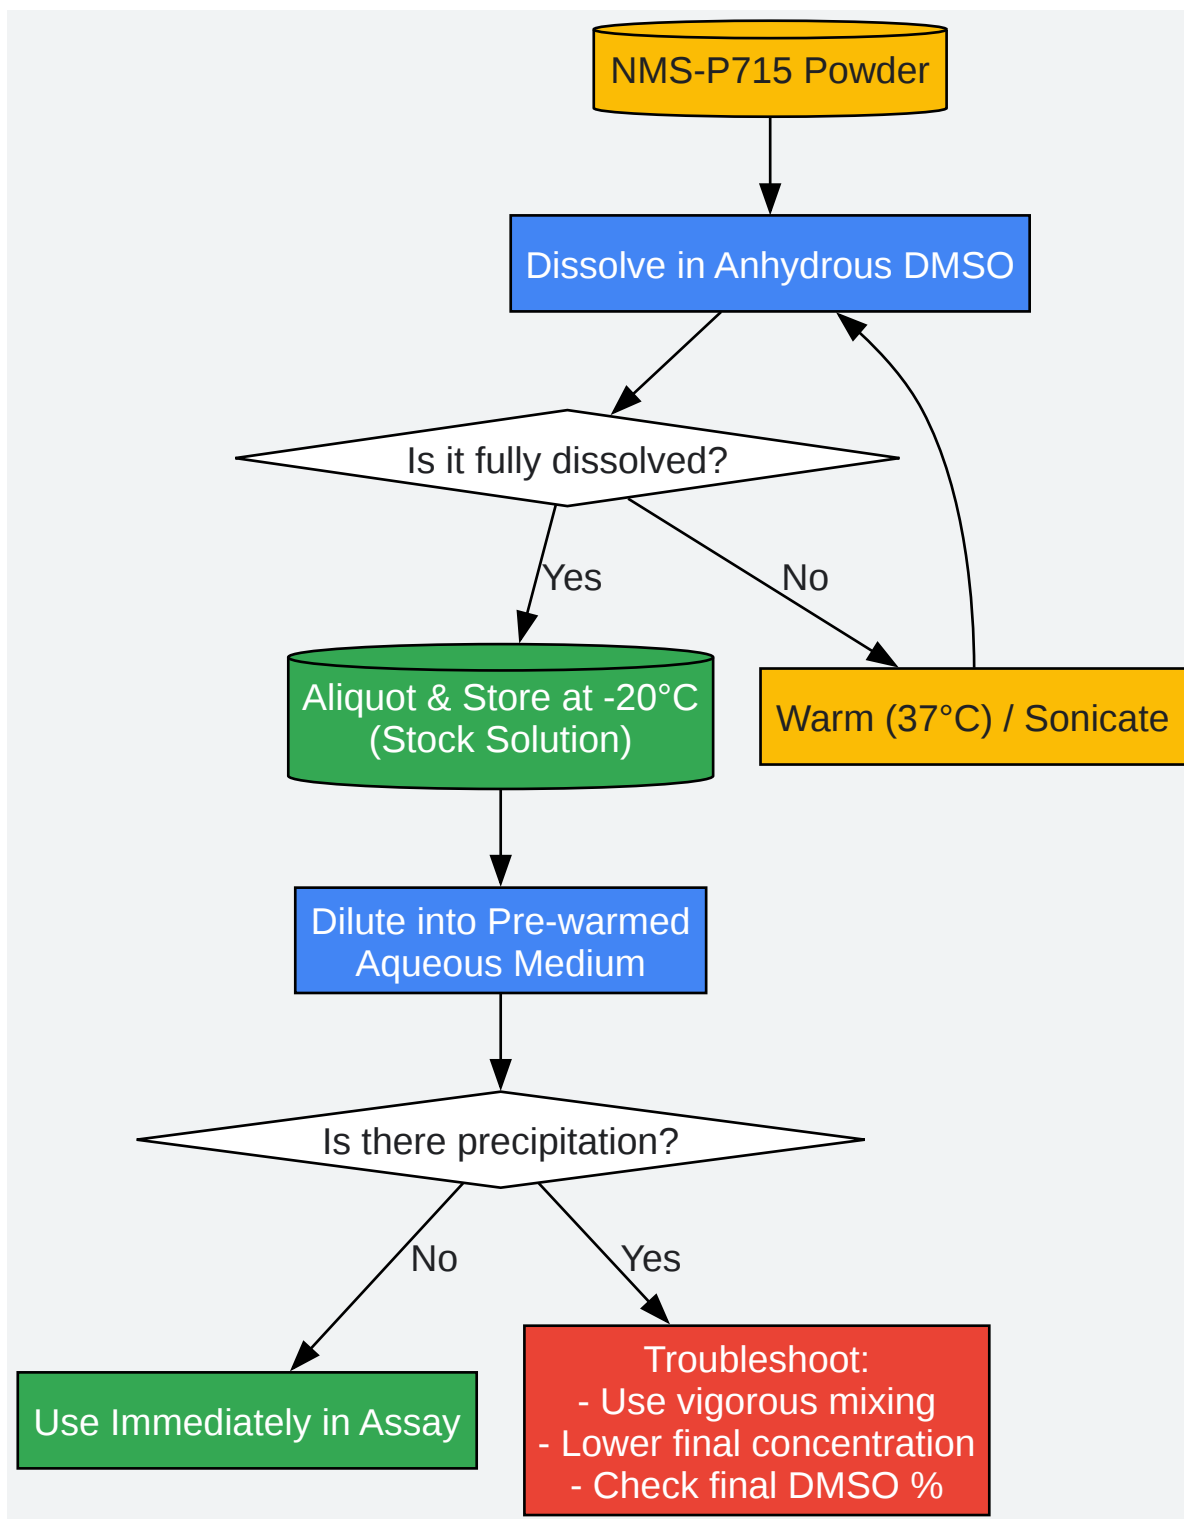 NMS-P715 Powder
Dissolve in Anhydrous DMSO
Is it fully dissolved?
Yes
No
Aliquot & Store at -20°C
(Stock Solution)
Warm (37°C) / Sonicate
Dilute into Pre-warmed
Aqueous Medium
Is there precipitation?
No
Yes
Use Immediately in Assay
Troubleshoot:
- Use vigorous mixing
- Lower final concentration
- Check final DMSO %